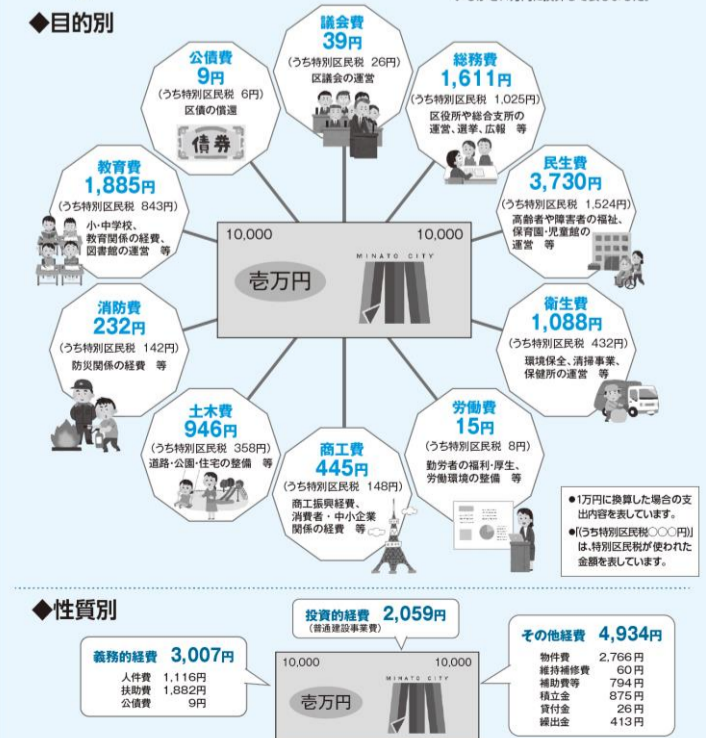 ◆目的別
議会費
39円
(うち特別区民税 26円)
区議会の運営
公債費
9円
(うち特別区民税 6円)
区債の償還
債券
総務費
1,611円
(うち特別区民税 1,025円)
区役所や総合支所の
運営、選挙、広報 等
教育費
1,885円
(うち特別区民税 843円)
小・中学校、
教育関係の経費、
図書館の運営 等
民生費
3,730円
(うち特別区民税 1,524円)
高齢者や障害者の福祉、
保育園・児童館の
運営 等
10,000 10,000
MINATO CITY
壱万円
消防費
232円
(うち特別区民税 142円)
防災関係の経費 等
衛生費
1,088円
(うち特別区民税 432円)
環境保全、清掃事業、
保健所の運営 等
土木費
946円
(うち特別区民税 358円)
道路・公園・住宅の整備 等
商工費
445円
(うち特別区民税 148円)
商工振興経費、
消費者・中小企業
関係の経費 等
労働費
15円
(うち特別区民税 8円)
勤労者の福利・厚生、
労働環境の整備 等
●1万円に換算した場合の支
出内容を表しています。
●「(うち特別区民税○○○円)」
は、特別区民税が使われた
金額を表しています。
◆性質別
投資的経費 2,059円
(普通建設事業費)
義務的経費 3,007円
人件費 1,116円
扶助費 1,882円
公債費 9円
10,000 10,000
MINATO CITY
壱万円
その他経費 4,934円
物件費 2,766円
維持補修費 60円
補助費等 794円
積立金 875円
貸付金 26円
繰出金 413円